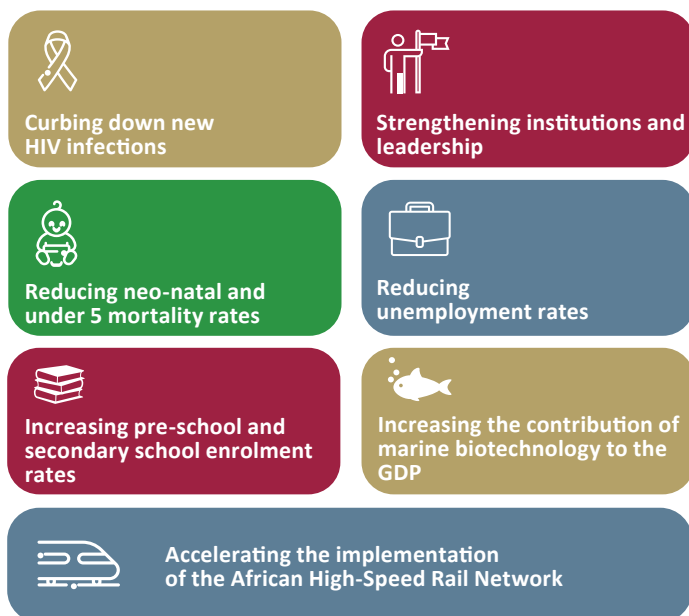 Curbing down new
HIV infections
Strengthening institutions and
leadership
Reducing neo-natal and
under 5 mortality rates
Reducing
unemployment rates
Increasing pre-school and
secondary school enrolment
rates
Increasing the contribution of
marine biotechnology to the
GDP
Accelerating the implementation
of the African High-Speed Rail Network